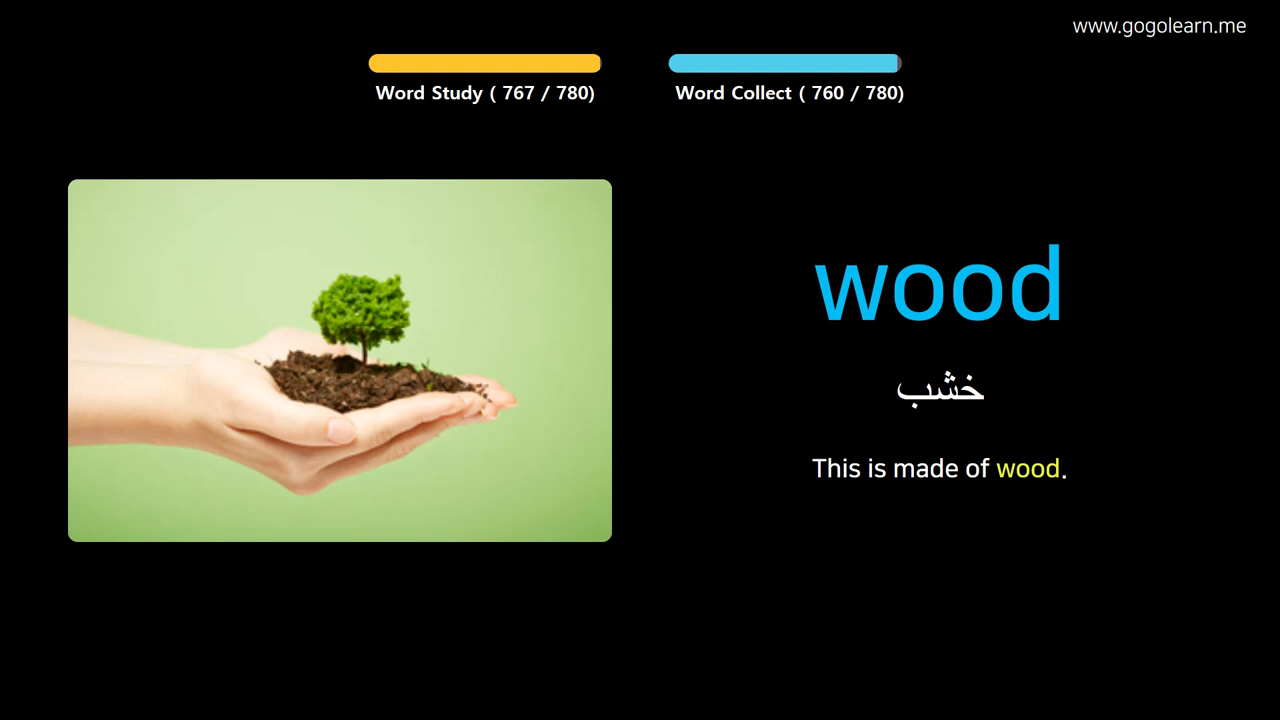 www.gogolearn.me
Word Study ( 767 / 780)
Word Collect ( 760 / 780)
wood
خشب
This is made of wood.